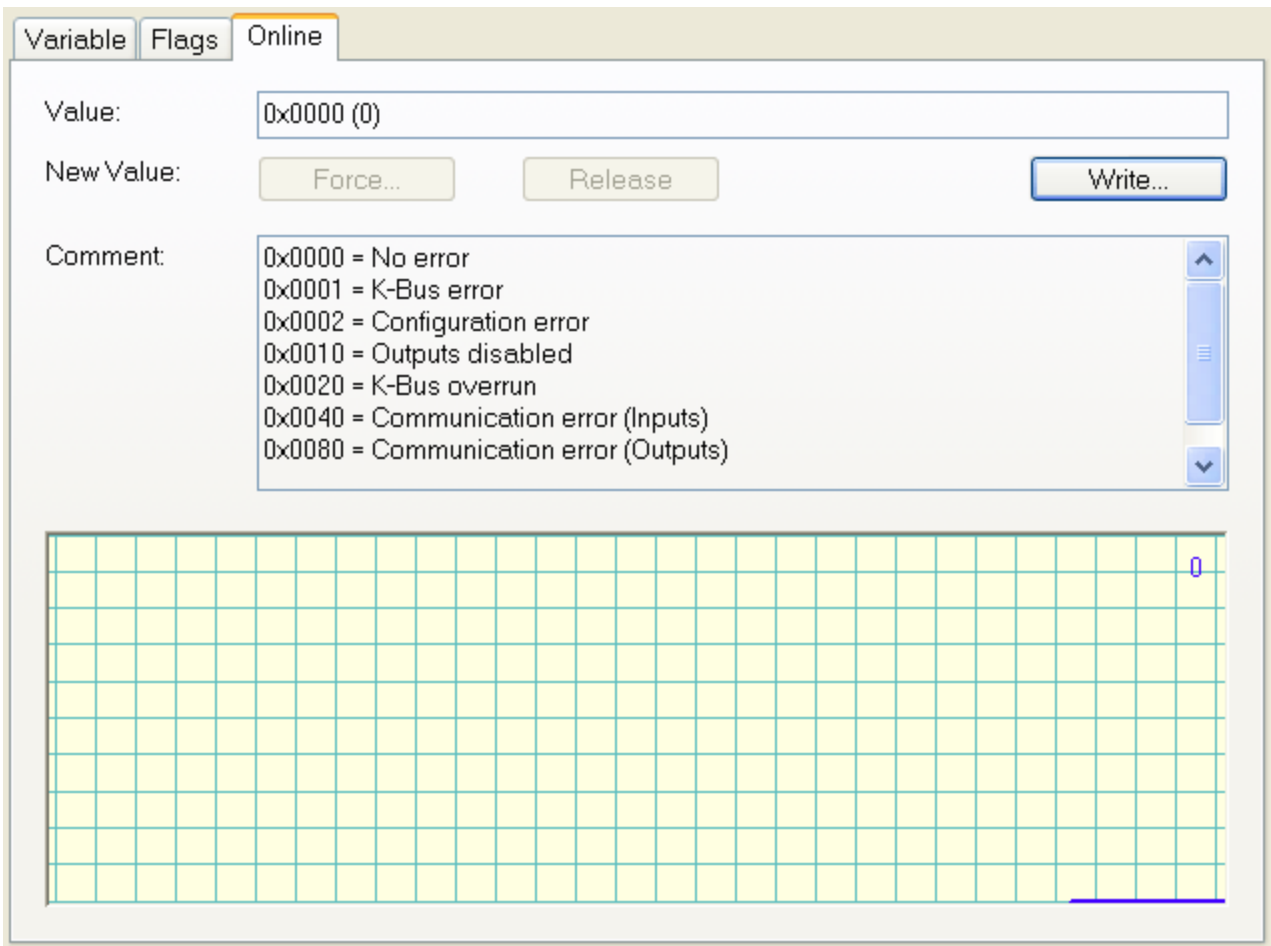 Variable Flags Online
Value: 0x0000 (0)
New Value: Force... Release Write...
Comment: 0x0000 = No error
0x0001 = K-Bus error
0x0002 = Configuration error
0x0010 = Outputs disabled
0x0020 = K-Bus overrun
0x0040 = Communication error (Inputs)
0x0080 = Communication error (Outputs)
0